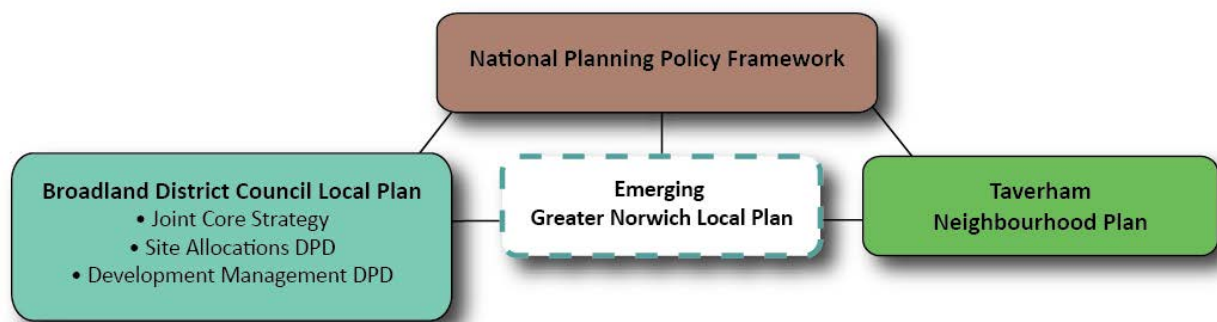 National Planning Policy Framework
Broadland District Council Local Plan
• Joint Core Strategy
• Site Allocations DPD
• Development Management DPD
Emerging
Greater Norwich Local Plan
Taverham
Neighbourhood Plan